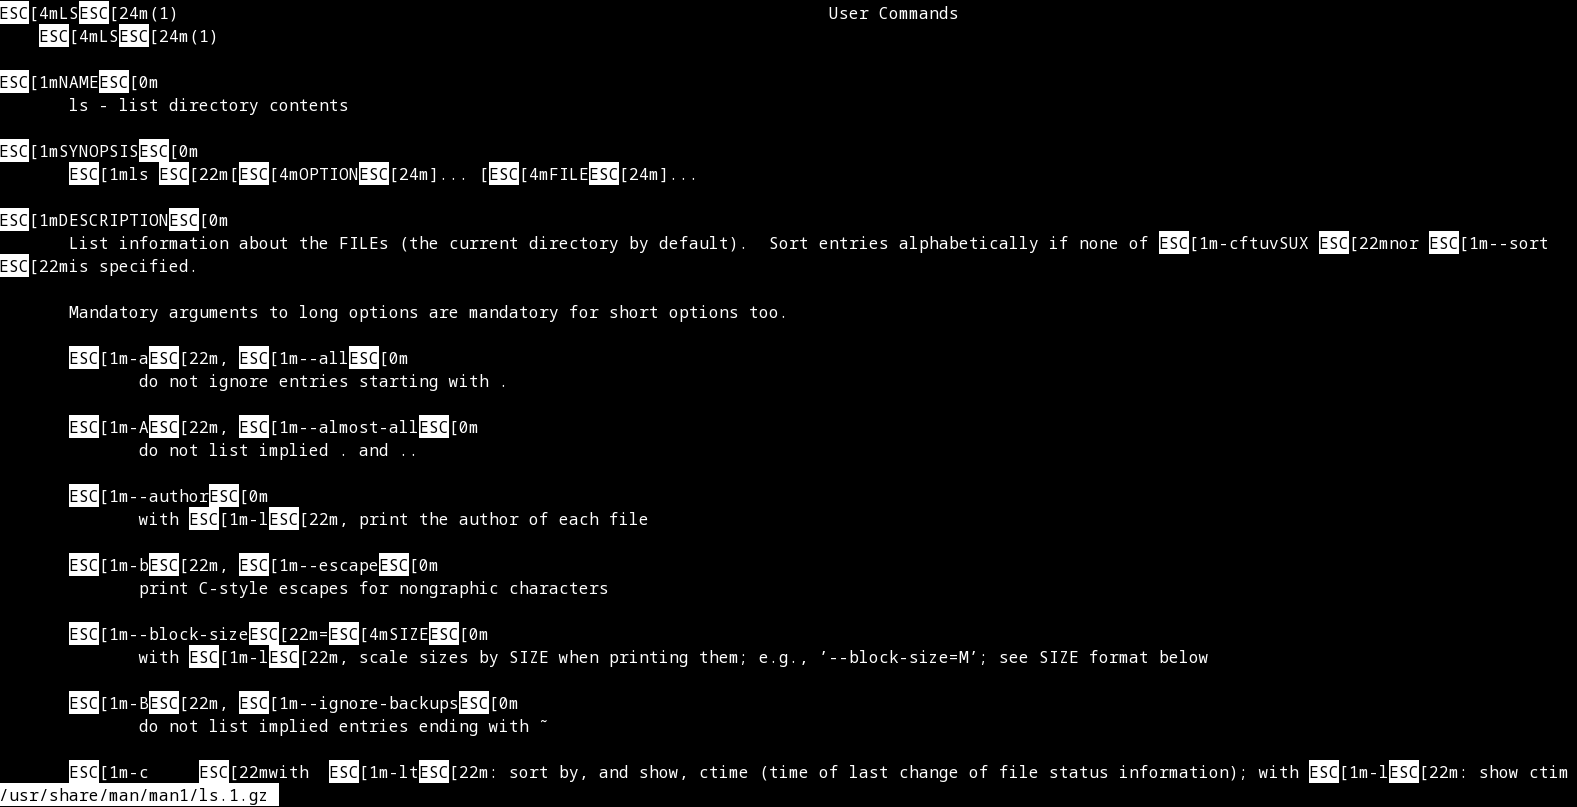 ESC[4mLSESC[24m(1) User Commands
ESC[4mLSESC[24m(1)
ESC[1mNAMEESC[0m
ls - list directory contents
ESC[1mSYNOPSISESC[0m
ESC[1mls ESC[22m[ESC[4mOPTIONESC[24m]... [ESC[4mFILEESC[24m]...
ESC[1mDESCRIPTIONESC[0m
List information about the FILEs (the current directory by default).  Sort entries alphabetically if none of ESC[1m-cftuvSUX ESC[22mnor ESC[1m--sort
ESC[22mis specified.
Mandatory arguments to long options are mandatory for short options too.
ESC[1m-aESC[22m, ESC[1m--allESC[0m
do not ignore entries starting with .
ESC[1m-AESC[22m, ESC[1m--almost-allESC[0m
do not list implied . and ..
ESC[1m--authorESC[0m
with ESC[1m-lESC[22m, print the author of each file
ESC[1m-bESC[22m, ESC[1m--escapeESC[0m
print C-style escapes for nongraphic characters
ESC[1m--block-sizeESC[22m=ESC[4mSIZEESC[0m
with ESC[1m-lESC[22m, scale sizes by SIZE when printing them; e.g., ’--block-size=M’; see SIZE format below
ESC[1m-BESC[22m, ESC[1m--ignore-backupsESC[0m
do not list implied entries ending with ~
ESC[1m-c     ESC[22mwith  ESC[1m-ltESC[22m: sort by, and show, ctime (time of last change of file status information); with ESC[1m-lESC[22m: show ctim
/usr/share/man/man1/ls.1.gz